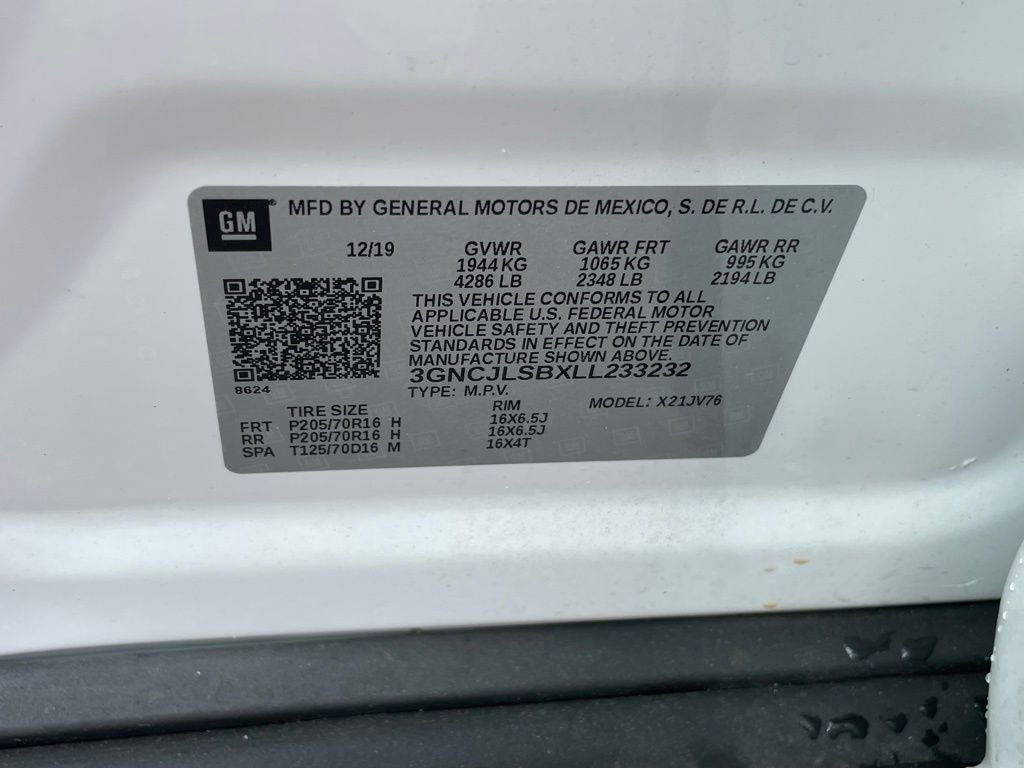 GM® MFD BY GENERAL MOTORS DE MEXICO, S. DE R.L. DE C.V.
12/19 GVWR GAWR FRT GAWR RR
1944 KG 1065 KG 995 KG
4286 LB 2348 LB 2194 LB
THIS VEHICLE CONFORMS TO ALL
APPLICABLE U.S. FEDERAL MOTOR
VEHICLE SAFETY AND THEFT PREVENTION
STANDARDS IN EFFECT ON THE DATE OF
MANUFACTURE SHOWN ABOVE.
3GNCJLSBXLL233232
8624
TYPE: M.P.V. MODEL: X21JV76
TIRE SIZE RIM
FRT P205/70R16 H 16X6.5J
RR P205/70R16 H 16X6.5J
SPA T125/70D16 M 16X4T